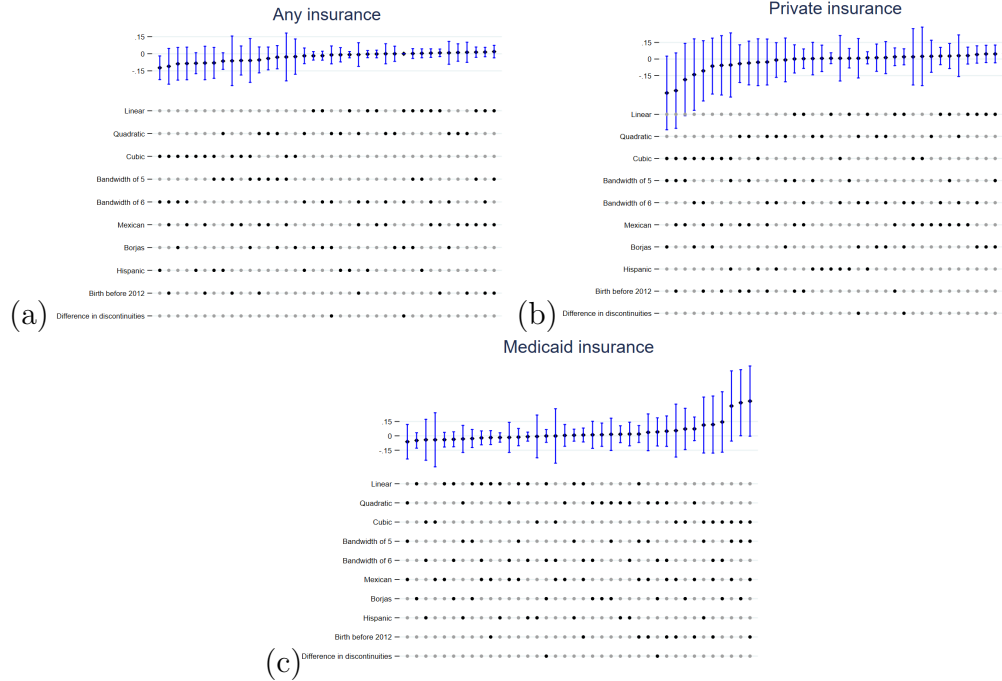 Any insurance
.15
0
-.15
Linear
Quadratic
Cubic
Bandwidth of 5
Bandwidth of 6
Mexican
Borjas
Hispanic
Birth before 2012
Difference in discontinuities
(a)
Private insurance
.15
0
-.15
Linear
Quadratic
Cubic
Bandwidth of 5
Bandwidth of 6
Mexican
Borjas
Hispanic
Birth before 2012
Difference in discontinuities
(b)
Medicaid insurance
.15
0
-.15
Linear
Quadratic
Cubic
Bandwidth of 5
Bandwidth of 6
Mexican
Borjas
Hispanic
Birth before 2012
Difference in discontinuities
(c)